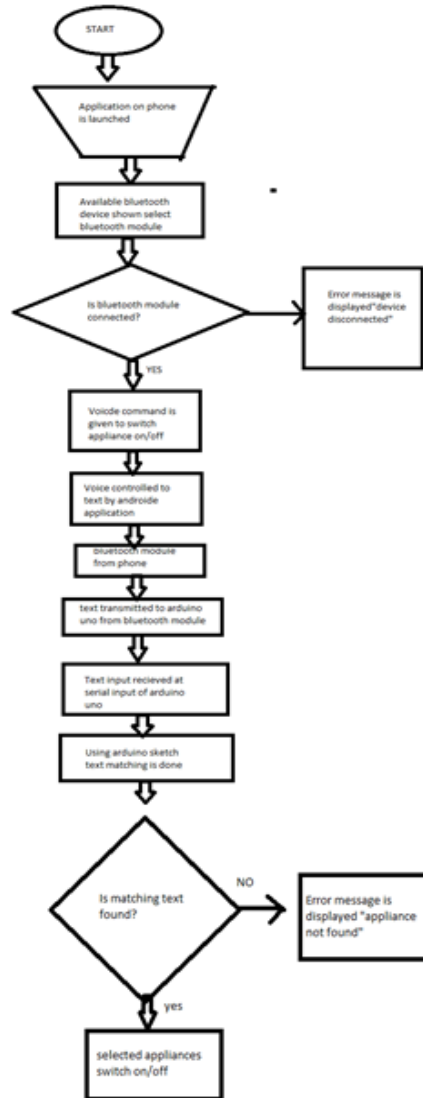 START
Application on phone
is launched
Available bluetooth
device shown select
bluetooth module
Is bluetooth module
connected?
Error message is
displayed"device
disconnected"
YES
Voicde command is
given to switch
appliance on/off
Voice controlled to
text by androide
application
bluetooth module
from phone
text transmitted to arduino
uno from bluetooth module
Text input recieved at
serial input of arduino
uno
Using arduino sketch
text matching is done
Is matching text
found?
NO
Error message is
displayed "appliance
not found"
yes
selected appliances
switch on/off